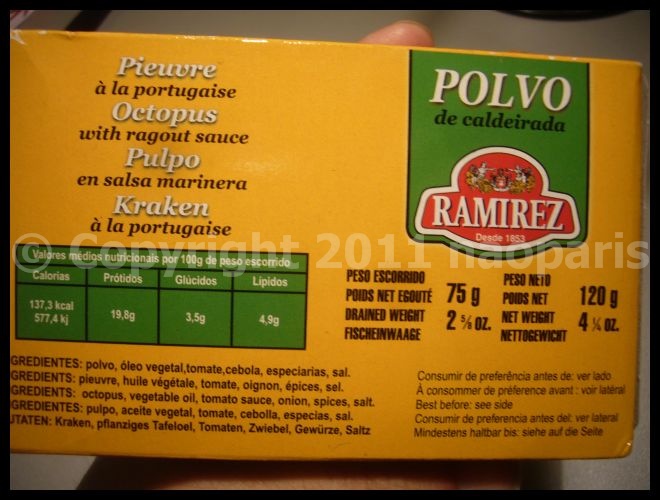 Pieuvre
à la portugaise
Octopus
with ragout sauce
Pulpo
en salsa marinera
Kraken
à la portugaise
POLVO
de caldeirada
RAMIREZ
Desde 1853
© Copyright 2011 naoparis
Valores médios nutricionais por 100g de peso escorrido
Calorias Prótidos Glúcidos Lípidos
137,3 kcal
577,4 kj
19,8g 3,5g 4,9g
PESO ESCORRIDO
POIDS NET EGOUTÉ
DRAINED WEIGHT
FISCHEINWAAGE
75 g
2 5/8 OZ.
PESO NETO
POIDS NET
NET WEIGHT
NETTOGEWICHT
120 g
4 1/4 OZ.
GREDIENTES: polvo, óleo vegetal,tomate,cebola, especiarias, sal.
GREDIENTS: pieuvre, huile végétale, tomate, oignon, épices, sel.
GREDIENTS: octopus, vegetable oil, tomato sauce, onion, spices, salt.
GREDIENTES: pulpo, aceite vegetal, tomate, cebolla, especias, sal.
UTATEN: Kraken, pflanziges Tafeloel, Tomaten, Zwiebel, Gewürze, Saltz
Consumir de preferência antes de: ver lado
À consommer de préférence avant : voir latéral
Best before: see side
Consumir de preferencia antes del: ver lateral
Mindestens haltbar bis: siehe auf die Seite